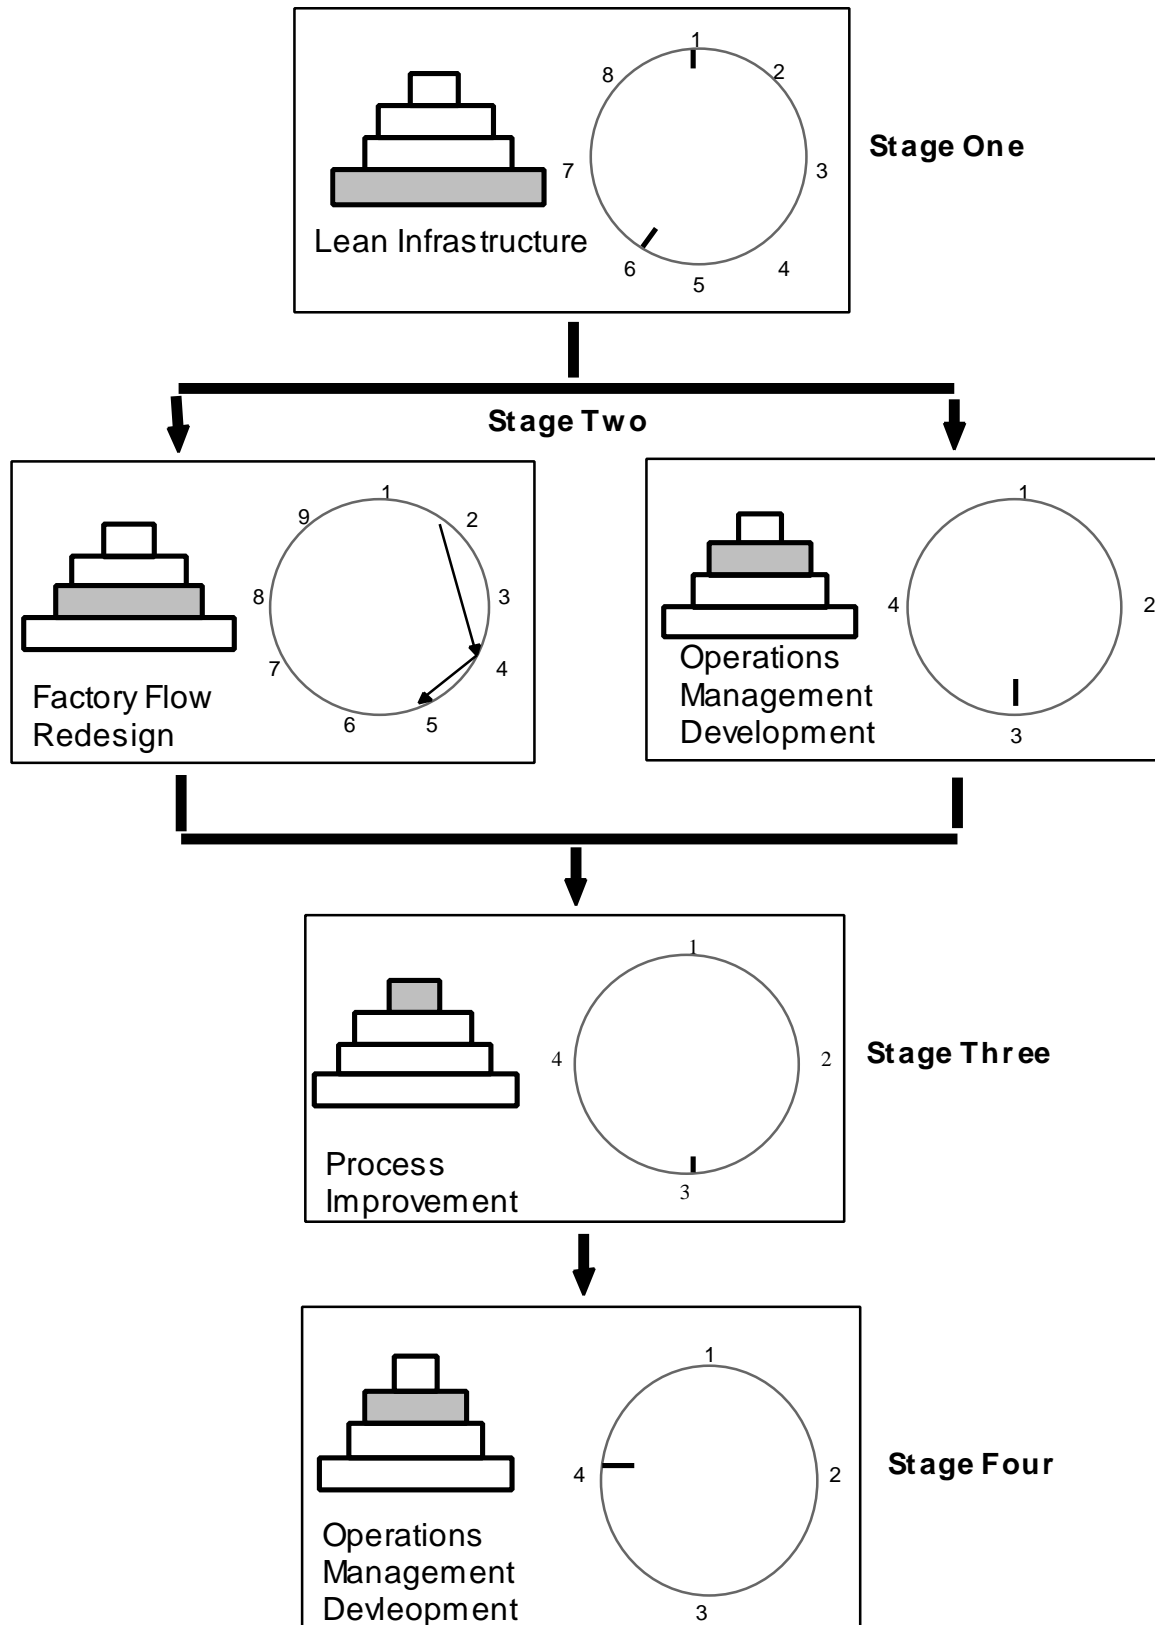 1
8
2
Stage One
7
3
Lean Infrastructure
6
4
5
Stage Two
1
9
2
8
3
7
4
6
5
Factory Flow
Redesign
1
4
2
Operations
Management
Development
3
1
4
2
Stage Three
Process
Improvement
3
1
4
2
Stage Four
Operations
Management
Devleopment
3